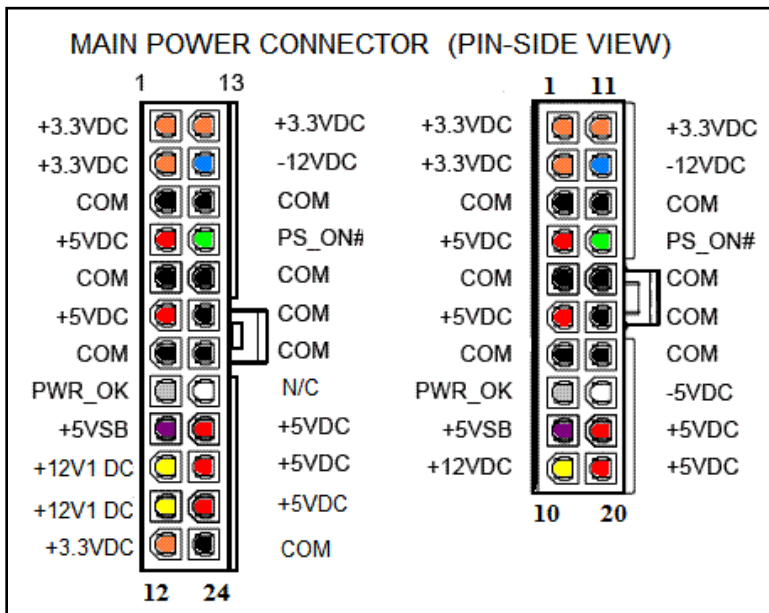 MAIN POWER CONNECTOR (PIN-SIDE VIEW)
1 13
+3.3VDC +3.3VDC
+3.3VDC -12VDC
COM COM
+5VDC PS_ON#
COM COM
+5VDC COM
COM COM
PWR_OK N/C
+5VSB +5VDC
+12V1 DC +5VDC
+12V1 DC +5VDC
+3.3VDC COM
12 24
1 11
+3.3VDC +3.3VDC
+3.3VDC -12VDC
COM COM
+5VDC PS_ON#
COM COM
+5VDC COM
COM COM
PWR_OK -5VDC
+5VSB +5VDC
+12VDC +5VDC
10 20